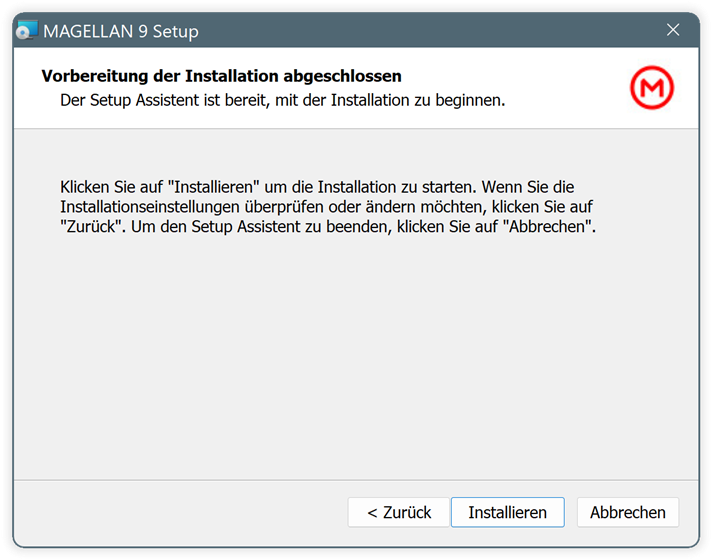 MAGELLAN 9 Setup
Vorbereitung der Installation abgeschlossen
Der Setup Assistent ist bereit, mit der Installation zu beginnen.
M
Klicken Sie auf "Installieren" um die Installation zu starten. Wenn Sie die
Installationseinstellungen überprüfen oder ändern möchten, klicken Sie auf
"Zurück". Um den Setup Assistent zu beenden, klicken Sie auf "Abbrechen".
< Zurück Installieren Abbrechen